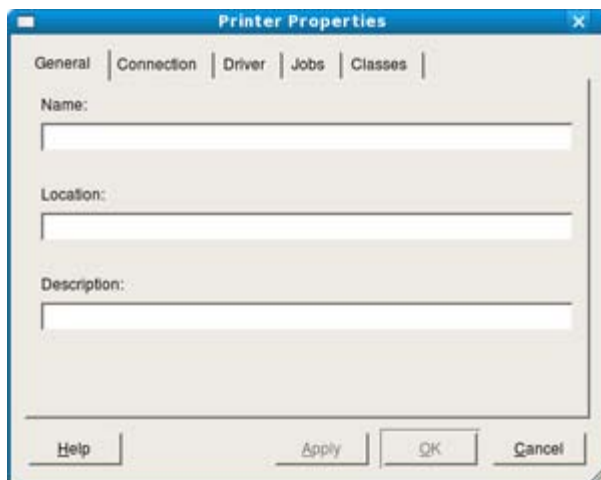 Printer Properties
General Connection Driver Jobs Classes
Name:
Location:
Description:
Help Apply OK Cancel